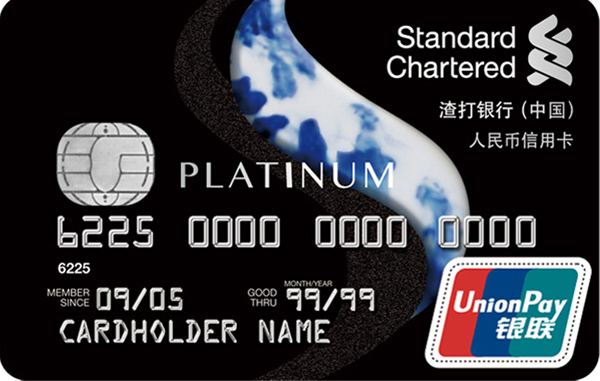 Standard
Chartered
渣打银行（中国）
人民币信用卡
PLATINUM
6225 0000 0000 0000
6225
MEMBER SINCE 09/05 GOOD THRU MONTH/YEAR 99/99
CARDHOLDER NAME
UnionPay
银联